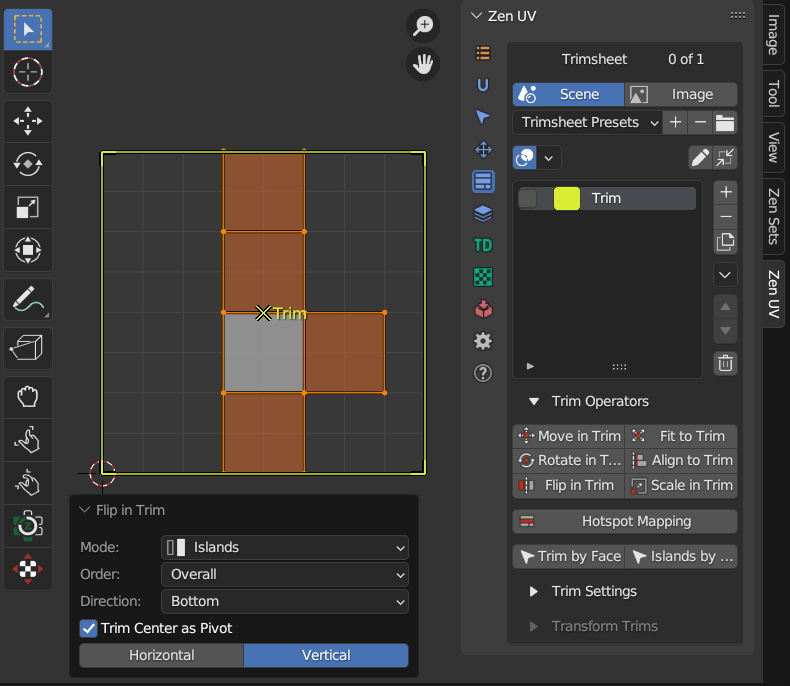 Zen UV
Trimsheet 0 of 1
Scene Image
Trimsheet Presets
Trim
Trim
Trim Operators
Move in Trim Fit to Trim
Rotate in T... Align to Trim
Flip in Trim Scale in Trim
Hotspot Mapping
Trim by Face Islands by ...
Trim Settings
Transform Trims
TD
Image
Tool
View
Zen Sets
Zen UV
Flip in Trim
Mode: Islands
Order: Overall
Direction: Bottom
Trim Center as Pivot
Horizontal Vertical